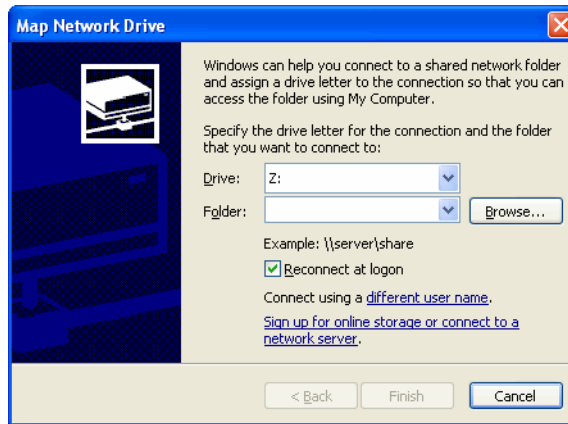 Map Network Drive
Windows can help you connect to a shared network folder
and assign a drive letter to the connection so that you can
access the folder using My Computer.
Specify the drive letter for the connection and the folder
that you want to connect to:
Drive: Z:
Folder: Browse...
Example: \\server\share
Reconnect at logon
Connect using a different user name.
Sign up for online storage or connect to a
network server.
< Back Finish Cancel